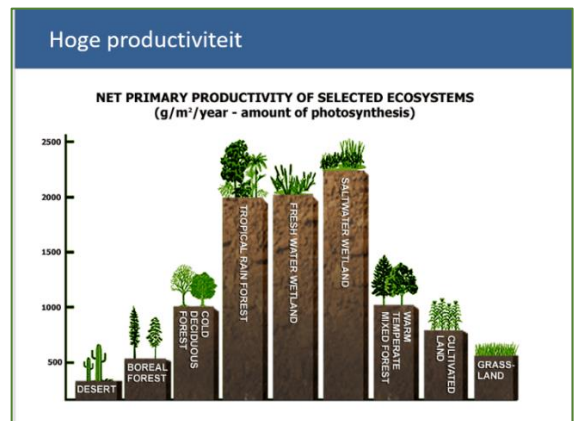 Hoge productiviteit
NET PRIMARY PRODUCTIVITY OF SELECTED ECOSYSTEMS
(g/m²/year - amount of photosynthesis)
2500
2000
1500
1000
500
DESERT
BOREAL
FOREST
COLD
DECIDUOUS
FOREST
TROPICAL RAIN FOREST
FRESH WATER WETLAND
SALTWATER WETLAND
WARM
TEMPERATE
MIXED FOREST
CULTIVATED
LAND
GRASS-
LAND